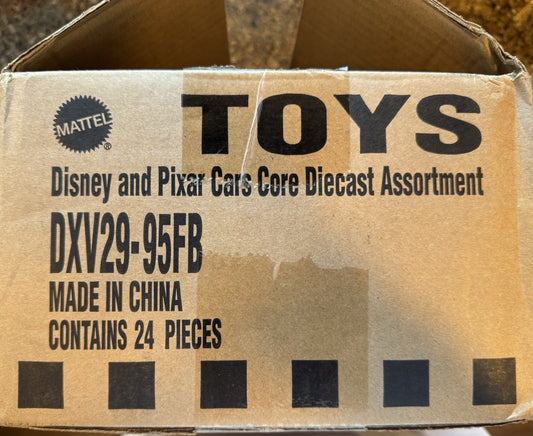 MATTEL
®
TOYS
Disney and Pixar Cars Core Diecast Assortment
DXV29-95FB
MADE IN CHINA
CONTAINS 24 PIECES